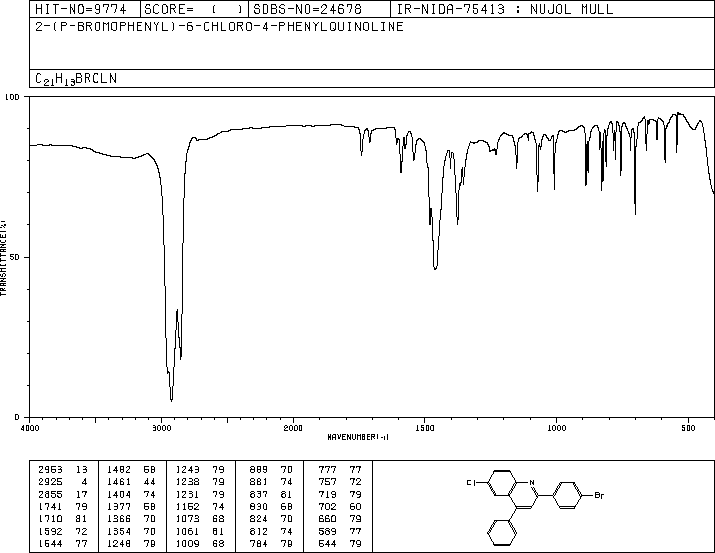 HIT-NO=9774 SCORE= ( ) SDBS-NO=24678 IR-NIDA-75413 : NUJOL MULL
2-(P-BROMOPHENYL)-6-CHLORO-4-PHENYLQUINOLINE
C21H13BRCLN
100
50
0
TRANSMITTANCE(%)
4000 3000 2000 1500 1000 500
WAVENUMBER(-1)
2953 13 1482 58 1249 79 889 70 777 77
2925 4 1461 44 1238 79 881 74 757 72
2855 17 1404 74 1231 79 837 81 719 79
1741 79 1377 58 1152 74 830 68 702 60
1710 81 1366 70 1073 68 824 70 660 79
1592 72 1354 70 1061 81 812 74 589 77
1544 77 1248 79 1009 68 784 79 544 79
Cl N Br